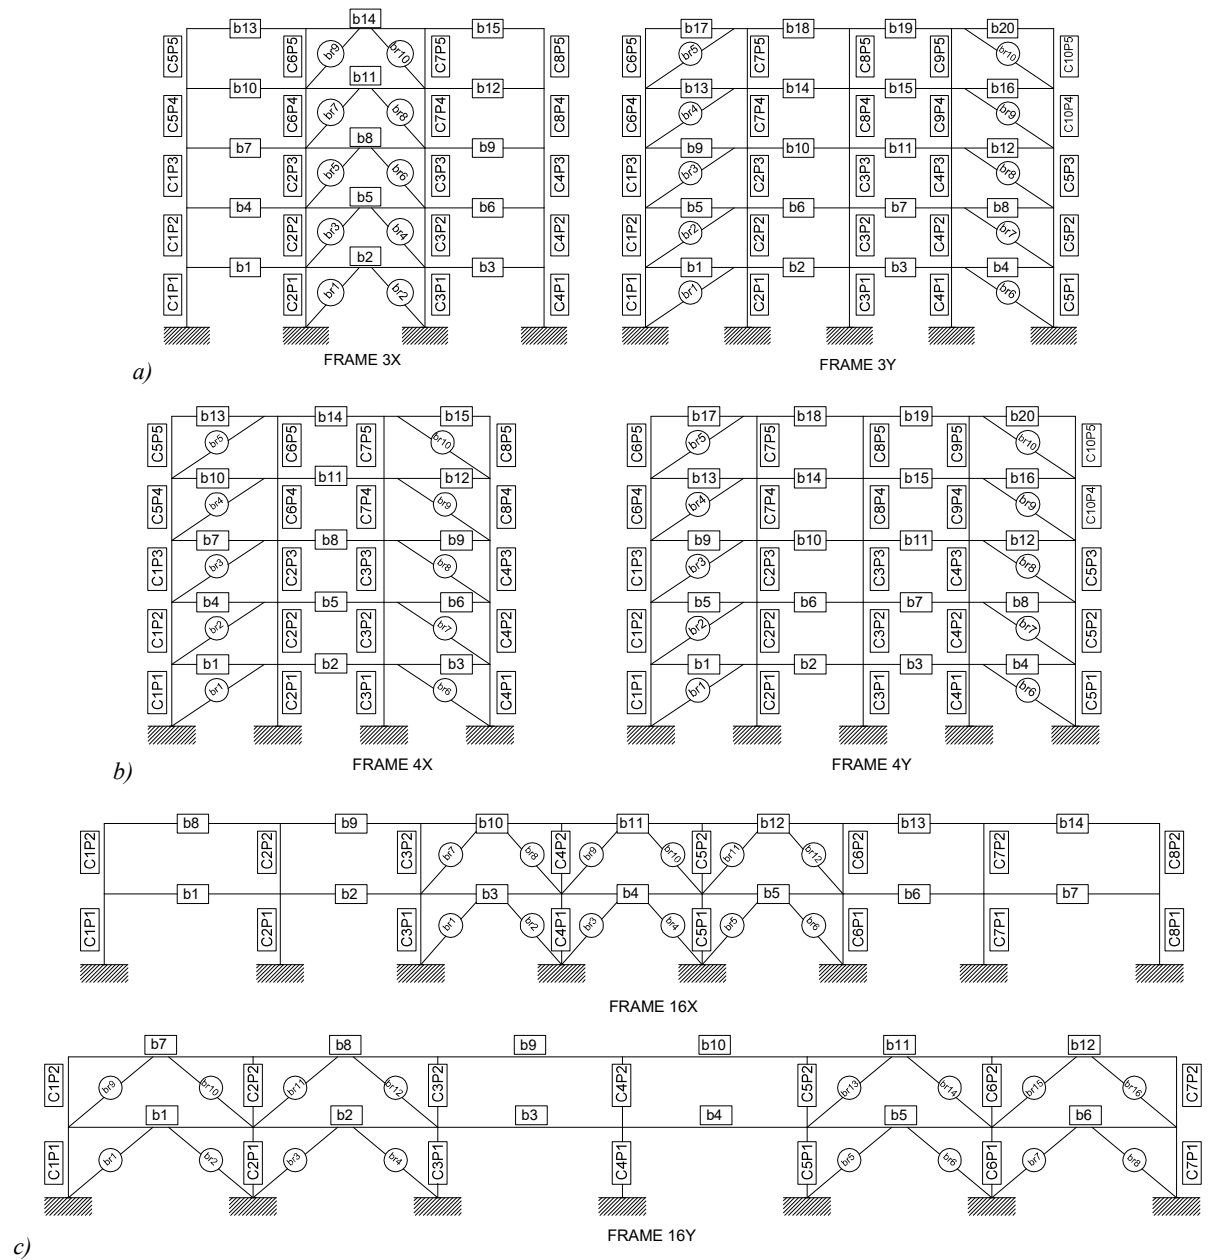 b13 b14 b15
C5P5 C6P5 br9 br10 C7P5 C8P5
b10 b11 b12
C5P4 C6P4 br7 br8 C7P4 C8P4
b7 b8 b9
C1P3 C2P3 br5 br6 C3P3 C4P3
b4 b5 b6
C1P2 C2P2 br3 br4 C3P2 C4P2
b1 b2 b3
C1P1 C2P1 br1 br2 C3P1 C4P1
FRAME 3X
b17 b18 b19 b20
C6P5 br5 C7P5 C8P5 C9P5 br10 C10P5
b13 b14 b15 b16
C6P4 br4 C7P4 C8P4 C9P4 br9 C10P4
b9 b10 b11 b12
C1P3 br3 C2P3 C3P3 C4P3 br8 C5P3
b5 b6 b7 b8
C1P2 br2 C2P2 C3P2 C4P2 br7 C5P2
b1 b2 b3 b4
C1P1 br1 C2P1 C3P1 C4P1 br6 C5P1
FRAME 3Y
a)
b13 b14 b15
C5P5 br5 C6P5 C7P5 br10 C8P5
b10 b11 b12
C5P4 br4 C6P4 C7P4 br9 C8P4
b7 b8 b9
C1P3 br3 C2P3 C3P3 br8 C4P3
b4 b5 b6
C1P2 br2 C2P2 C3P2 br7 C4P2
b1 b2 b3
C1P1 br1 C2P1 C3P1 br6 C4P1
FRAME 4X
b17 b18 b19 b20
C6P5 br5 C7P5 C8P5 C9P5 br10 C10P5
b13 b14 b15 b16
C6P4 br4 C7P4 C8P4 C9P4 br9 C10P4
b9 b10 b11 b12
C1P3 br3 C2P3 C3P3 C4P3 br8 C5P3
b5 b6 b7 b8
C1P2 br2 C2P2 C3P2 C4P2 br7 C5P2
b1 b2 b3 b4
C1P1 br1 C2P1 C3P1 C4P1 br6 C5P1
FRAME 4Y
b)
b8 b9 b10 b11 b12 b13 b14
C1P2 C2P2 C3P2 br7 br8 C4P2 br9 br10 C5P2 br11 br12 C6P2 C7P2 C8P2
b1 b2 b3 b4 b5 b6 b7
C1P1 C2P1 C3P1 br1 br2 C4P1 br3 br4 C5P1 br5 br6 C6P1 C7P1 C8P1
FRAME 16X
b7 b8 b9 b10 b11 b12
C1P2 br9 br10 C2P2 br11 br12 C3P2 C4P2 C5P2 br13 br14 C6P2 br15 br16 C7P2
b1 b2 b3 b4 b5 b6
C1P1 br1 br2 C2P1 br3 br4 C3P1 C4P1 C5P1 br5 br6 C6P1 br7 br8 C7P1
FRAME 16Y
c)